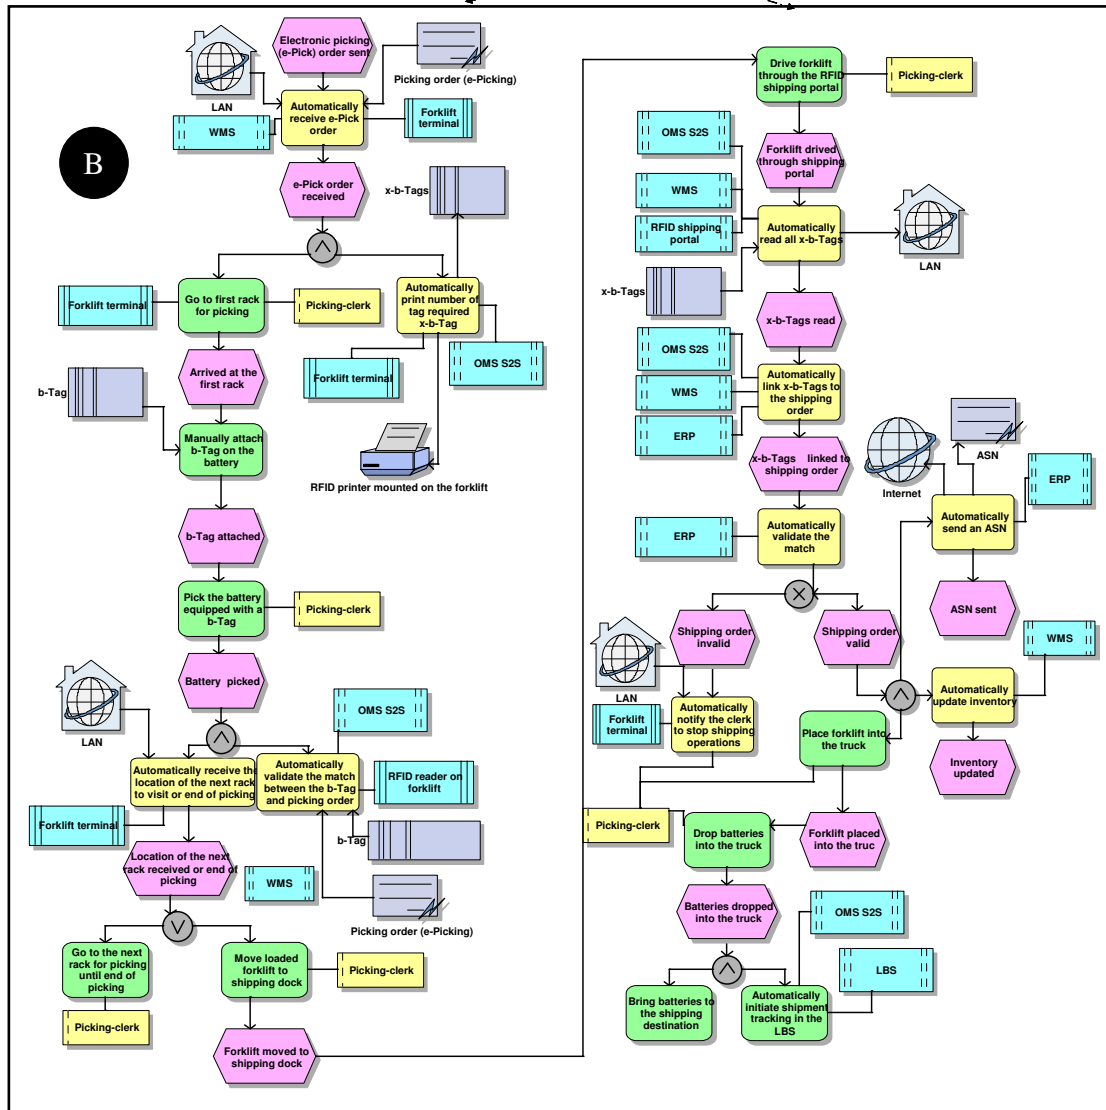 Electronic picking
(e-Pick) order sent
Picking order (e-Picking)
LAN
WMS
Automatically
receive e-Pick
order
Forklift
terminal
B
e-Pick order
received
x-b-Tags
Forklift terminal
Go to first rack
for picking
Picking-clerk
Automatically
print number of
tag required
x-b-Tag
Forklift terminal
OMS S2S
Arrived at the
first rack
b-Tag
Manually attach
b-Tag on the
battery
RFID printer mounted on the forklift
b-Tag attached
Pick the battery
equipped with a
b-Tag
Picking-clerk
Battery picked
OMS S2S
LAN
Automatically receive the
location of the next rack
to visit or end of picking
Automatically
validate the match
between the b-Tag
and picking order
RFID reader on
forklift
Forklift terminal
b-Tag
Location of the next
rack received or end of
picking
WMS
Picking order (e-Picking)
Go to the next
rack for picking
until end of
picking
Move loaded
forklift to
shipping dock
Picking-clerk
Picking-clerk
Forklift moved to
shipping dock
Drive forklift
through the RFID
shipping portal
Picking-clerk
OMS S2S
Forklift drived
through shipping
portal
WMS
RFID shipping
portal
Automatically
read all x-b-Tags
LAN
x-b-Tags
x-b-Tags read
OMS S2S
WMS
ERP
Automatically
link x-b-Tags to
the shipping
order
x-b-Tags linked to
shipping order
Internet
ASN
ERP
Automatically
send an ASN
ERP
Automatically
validate the
match
ASN sent
Shipping order
invalid
Shipping order
valid
WMS
LAN
Forklift
terminal
Automatically
notify the clerk
to stop shipping
operations
Automatically
update inventory
Place forklift into
the truck
Inventory
updated
Picking-clerk
Drop batteries
into the truck
Forklift placed
into the truc
Batteries dropped
into the truck
OMS S2S
LBS
Bring batteries to
the shipping
destination
Automatically
initiate shipment
tracking in the
LBS